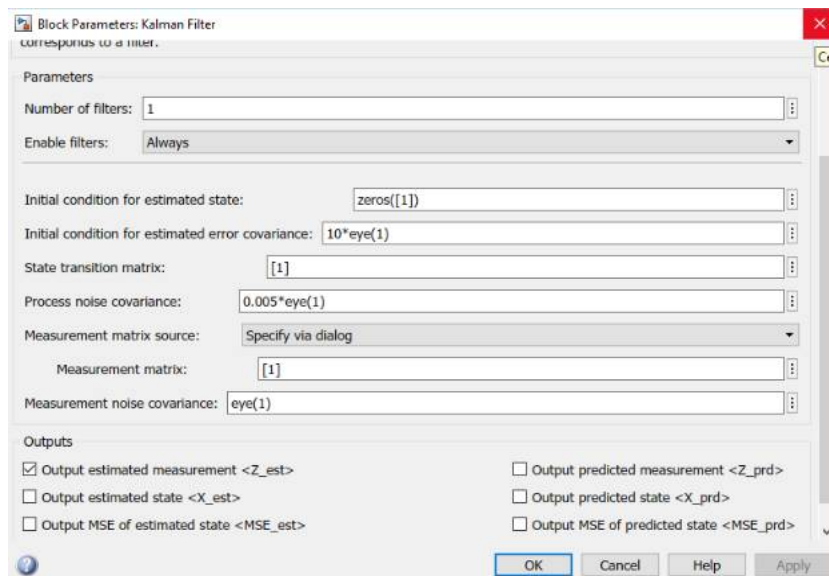 Block Parameters: Kalman Filter
corresponds to a filter.
Parameters
Number of filters: 1
Enable filters: Always
Initial condition for estimated state: zeros([1])
Initial condition for estimated error covariance: 10*eye(1)
State transition matrix: [1]
Process noise covariance: 0.005*eye(1)
Measurement matrix source: Specify via dialog
Measurement matrix: [1]
Measurement noise covariance: eye(1)
Outputs
Output estimated measurement <Z_est> Output predicted measurement <Z_prd>
Output estimated state <X_est> Output predicted state <X_prd>
Output MSE of estimated state <MSE_est> Output MSE of predicted state <MSE_prd>
OK Cancel Help Apply